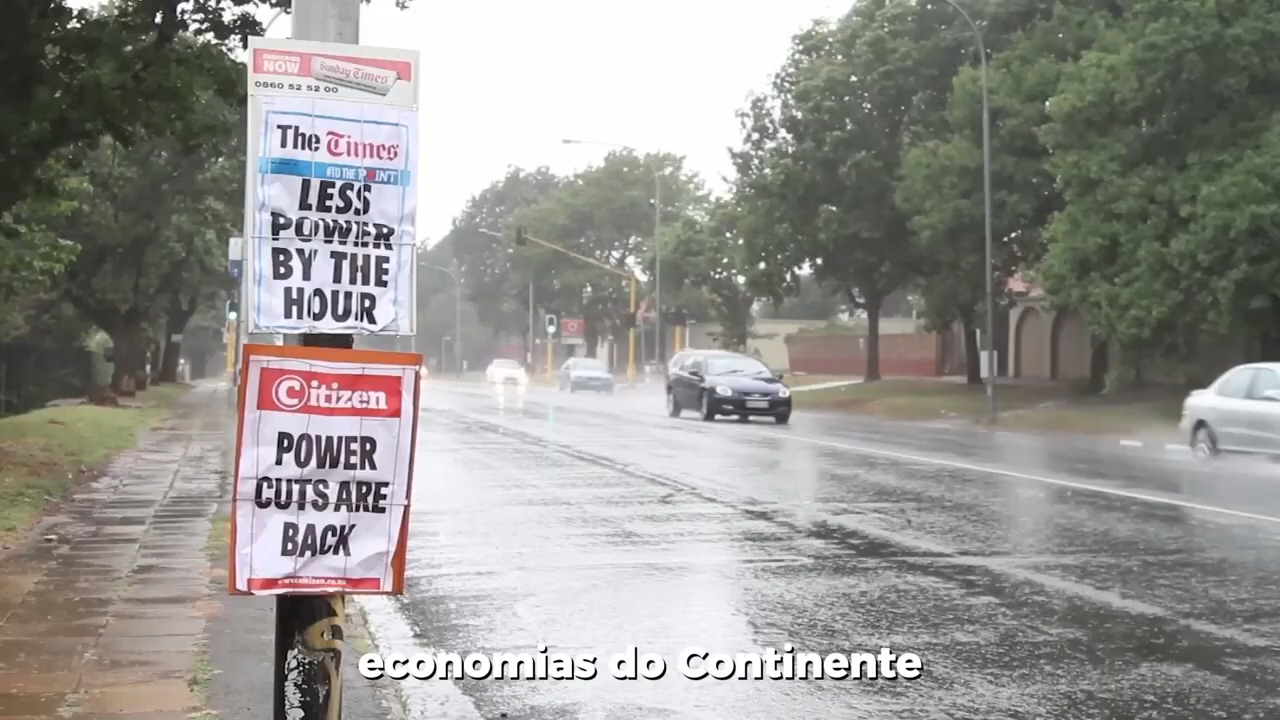 SUBSCRIBE
NOW
Sunday Times
0860 52 52 00
The Times
#TO THE POINT
LESS
POWER
BY THE
HOUR
Citizen
POWER
CUTS ARE
BACK
www.citizen.co.za
economias do Continente